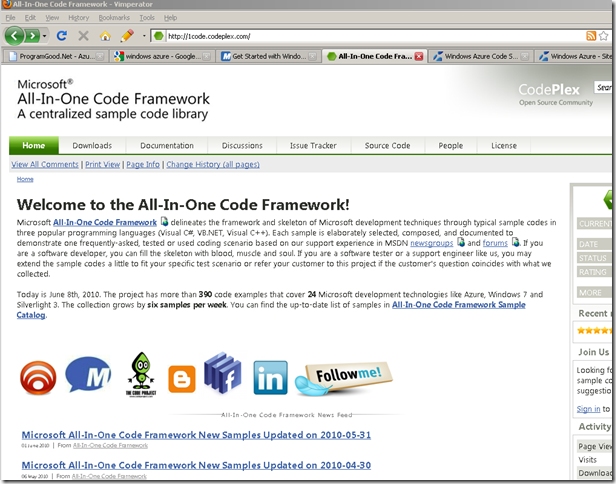 All-In-One Code Framework - Vimperator
File Edit View History Bookmarks Tools Help
http://1code.codeplex.com/
ProgramGood.Net - Azu...
windows azure - Google...
Get Started with Windo...
All-In-One Code Fra...
Windows Azure Code S...
Windows Azure - Site
Microsoft®
All-In-One Code Framework
A centralized sample code library
CodePlex
Open Source Community
Sear
Home Downloads Documentation Discussions Issue Tracker Source Code People License
View All Comments | Print View | Page Info | Change History (all pages)
Home
Welcome to the All-In-One Code Framework!
Microsoft All-In-One Code Framework delineates the framework and skeleton of Microsoft development techniques through typical sample codes in
three popular programming languages (Visual C#, VB.NET, Visual C++). Each sample is elaborately selected, composed, and documented to
demonstrate one frequently-asked, tested or used coding scenario based on our support experience in MSDN newsgroups and forums. If you
are a software developer, you can fill the skeleton with blood, muscle and soul. If you are a software tester or a support engineer like us, you may
extend the sample codes a little to fit your specific test scenario or refer your customer to this project if the customer's question coincides with what we
collected.
Today is June 8th, 2010. The project has more than 390 code examples that cover 24 Microsoft development technologies like Azure, Windows 7 and
Silverlight 3. The collection grows by six samples per week. You can find the up-to-date list of samples in All-In-One Code Framework Sample
Catalog.
M
THE CODE PROJECT
f
in
Follow me!
All-In-One Code Framework News Feed
Microsoft All-In-One Code Framework New Samples Updated on 2010-05-31
01 June 2010 | From All-In-One Code Framework
Microsoft All-In-One Code Framework New Samples Updated on 2010-04-30
06 May 2010 | From All-In-One Code Framework
CURRENT
DATE
STATUS
RATING
MORE
Recent r
Join Us
Looking fo
sample cc
suggestio
Sign in to
Activity
Page View
Visits
Download